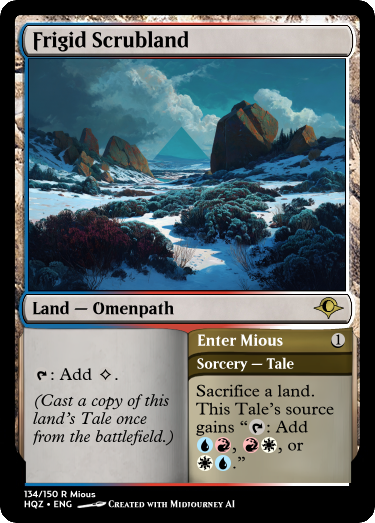 Frigid Scrubland
Land — Omenpath
: Add .
(Cast a copy of this
land's Tale once
from the battlefield.)
Enter Mious 1
Sorcery — Tale
Sacrifice a land.
This Tale's source
gains “: Add
, , or
.”
134/150 R Mious
HQZ • ENG Created with Midjourney AI